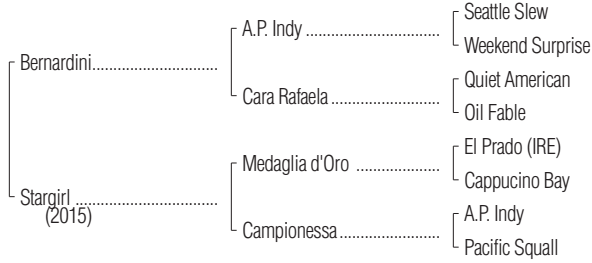 Seattle Slew
A.P. Indy
Weekend Surprise
Bernardini
Quiet American
Cara Rafaela
Oil Fable
El Prado (IRE)
Medaglia d'Oro
Cappucino Bay
Stargirl
(2015)
A.P. Indy
Campionessa
Pacific Squall